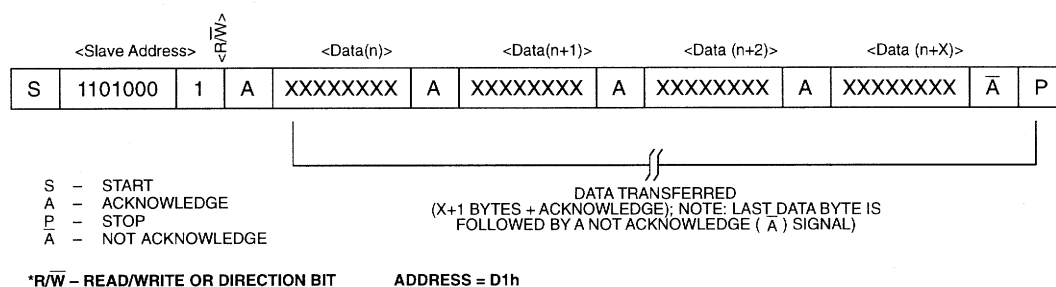 <Slave Address> <R/W̅> <Data(n)> <Data(n+1)> <Data (n+2)> <Data (n+X)>
S 1101000 1 A XXXXXXXX A XXXXXXXX A XXXXXXXX A XXXXXXXX A̅ P
S – START
A – ACKNOWLEDGE
P – STOP
A̅ – NOT ACKNOWLEDGE
DATA TRANSFERRED
(X+1 BYTES + ACKNOWLEDGE); NOTE: LAST DATA BYTE IS
FOLLOWED BY A NOT ACKNOWLEDGE ( A̅ ) SIGNAL)
*R/W̅ – READ/WRITE OR DIRECTION BIT ADDRESS = D1h